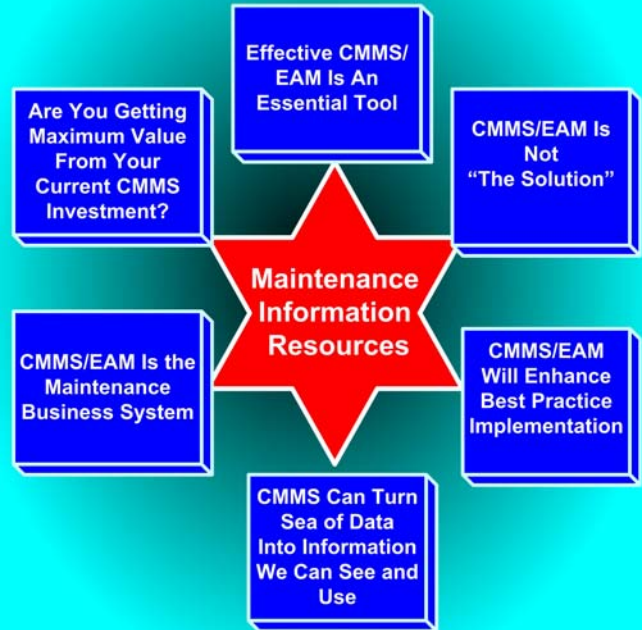 Effective CMMS/
EAM Is An
Essential Tool
Are You Getting
Maximum Value
From Your
Current CMMS
Investment?
CMMS/EAM Is
Not
“The Solution”
Maintenance
Information
Resources
CMMS/EAM Is the
Maintenance
Business System
CMMS/EAM
Will Enhance
Best Practice
Implementation
CMMS Can Turn
Sea of Data
Into Information
We Can See and
Use